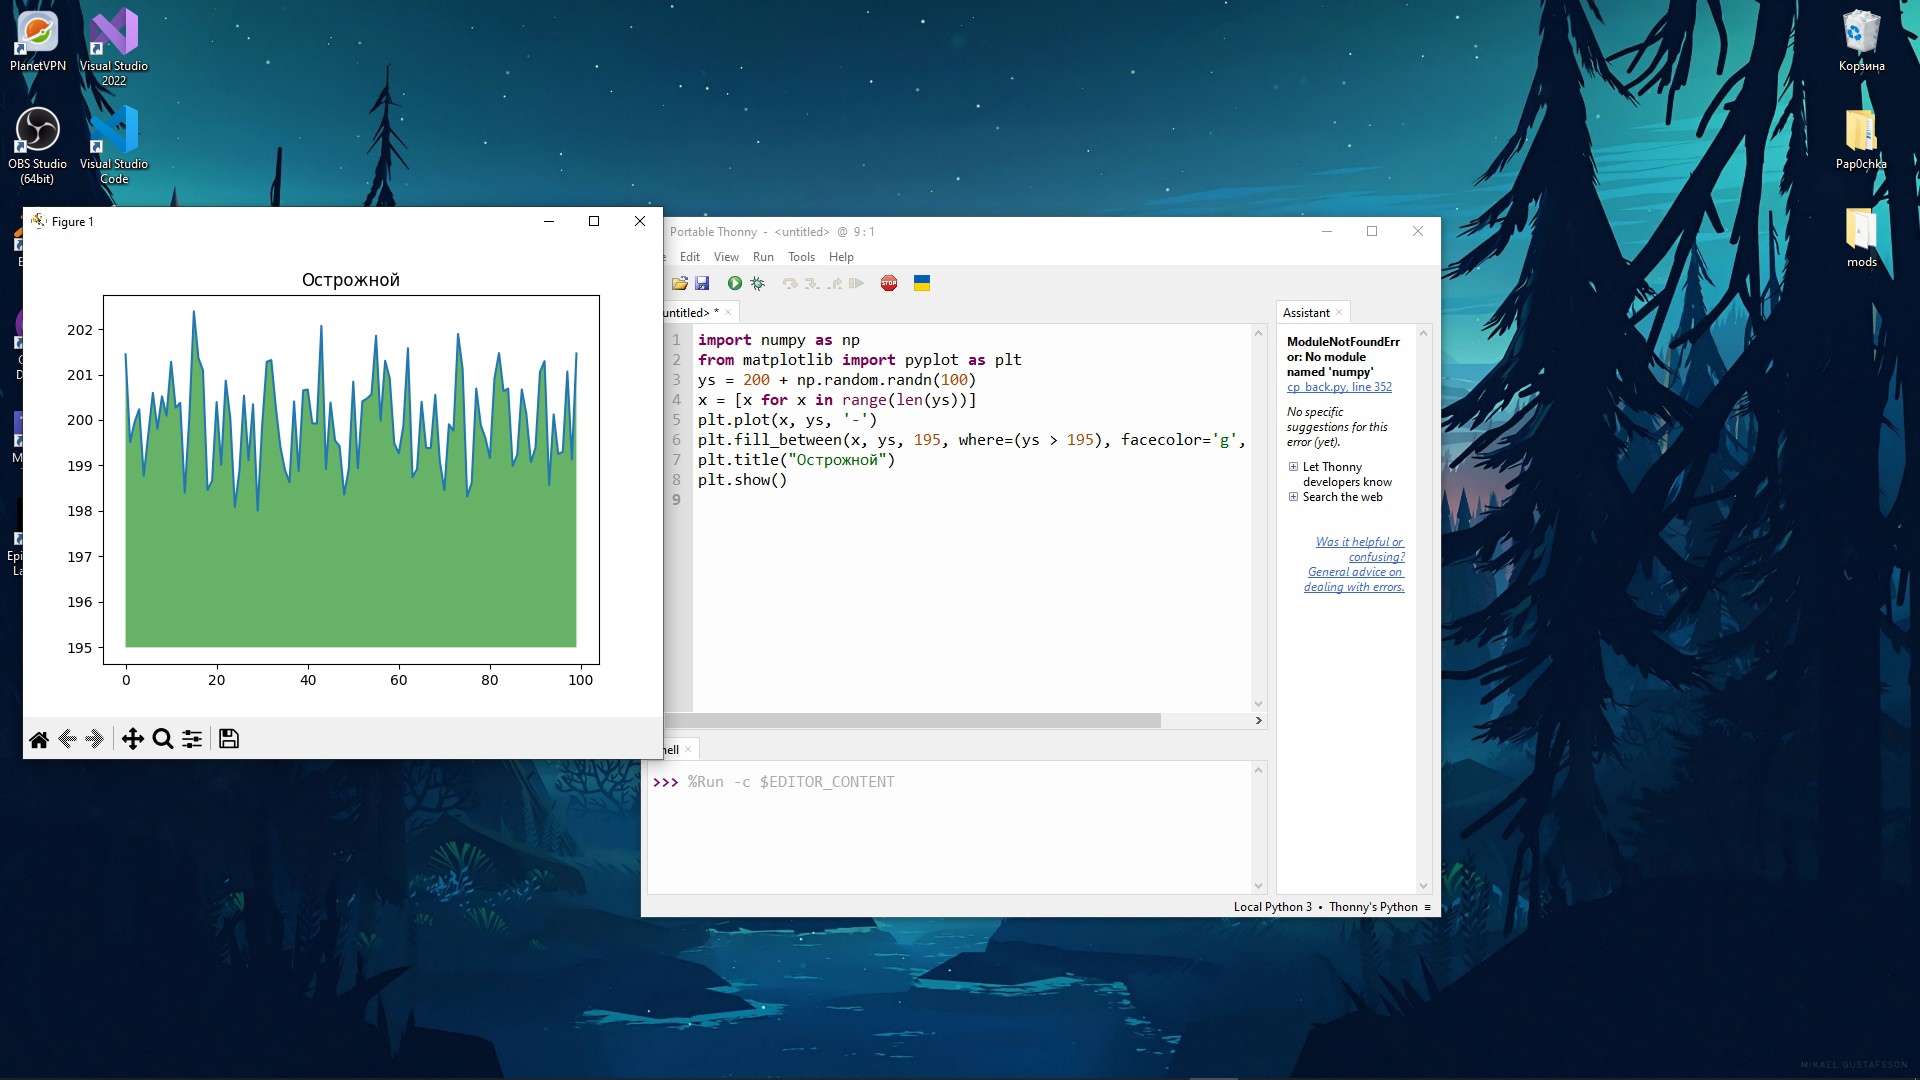 PlanetVPN
Visual Studio
2022
OBS Studio
(64bit)
Visual Studio
Code
Корзина
Pap0chka
mods
Figure 1
Острожной
202
201
200
199
198
197
196
195
0 20 40 60 80 100
Portable Thonny - <untitled> @ 9:1
Edit View Run Tools Help
STOP
untitled> *
1 import numpy as np
2 from matplotlib import pyplot as plt
3 ys = 200 + np.random.randn(100)
4 x = [x for x in range(len(ys))]
5 plt.plot(x, ys, '-')
6 plt.fill_between(x, ys, 195, where=(ys > 195), facecolor='g',
7 plt.title("Острожной")
8 plt.show()
9
Assistant
ModuleNotFoundErr
or: No module
named 'numpy'
cp_back.py, line 352
No specific
suggestions for this
error (yet).
Let Thonny
developers know
Search the web
Was it helpful or
confusing?
General advice on
dealing with errors.
hell
>>> %Run -c $EDITOR_CONTENT
Local Python 3 • Thonny's Python ≡
Epi
La
MIKAEL GUSTAFSSON